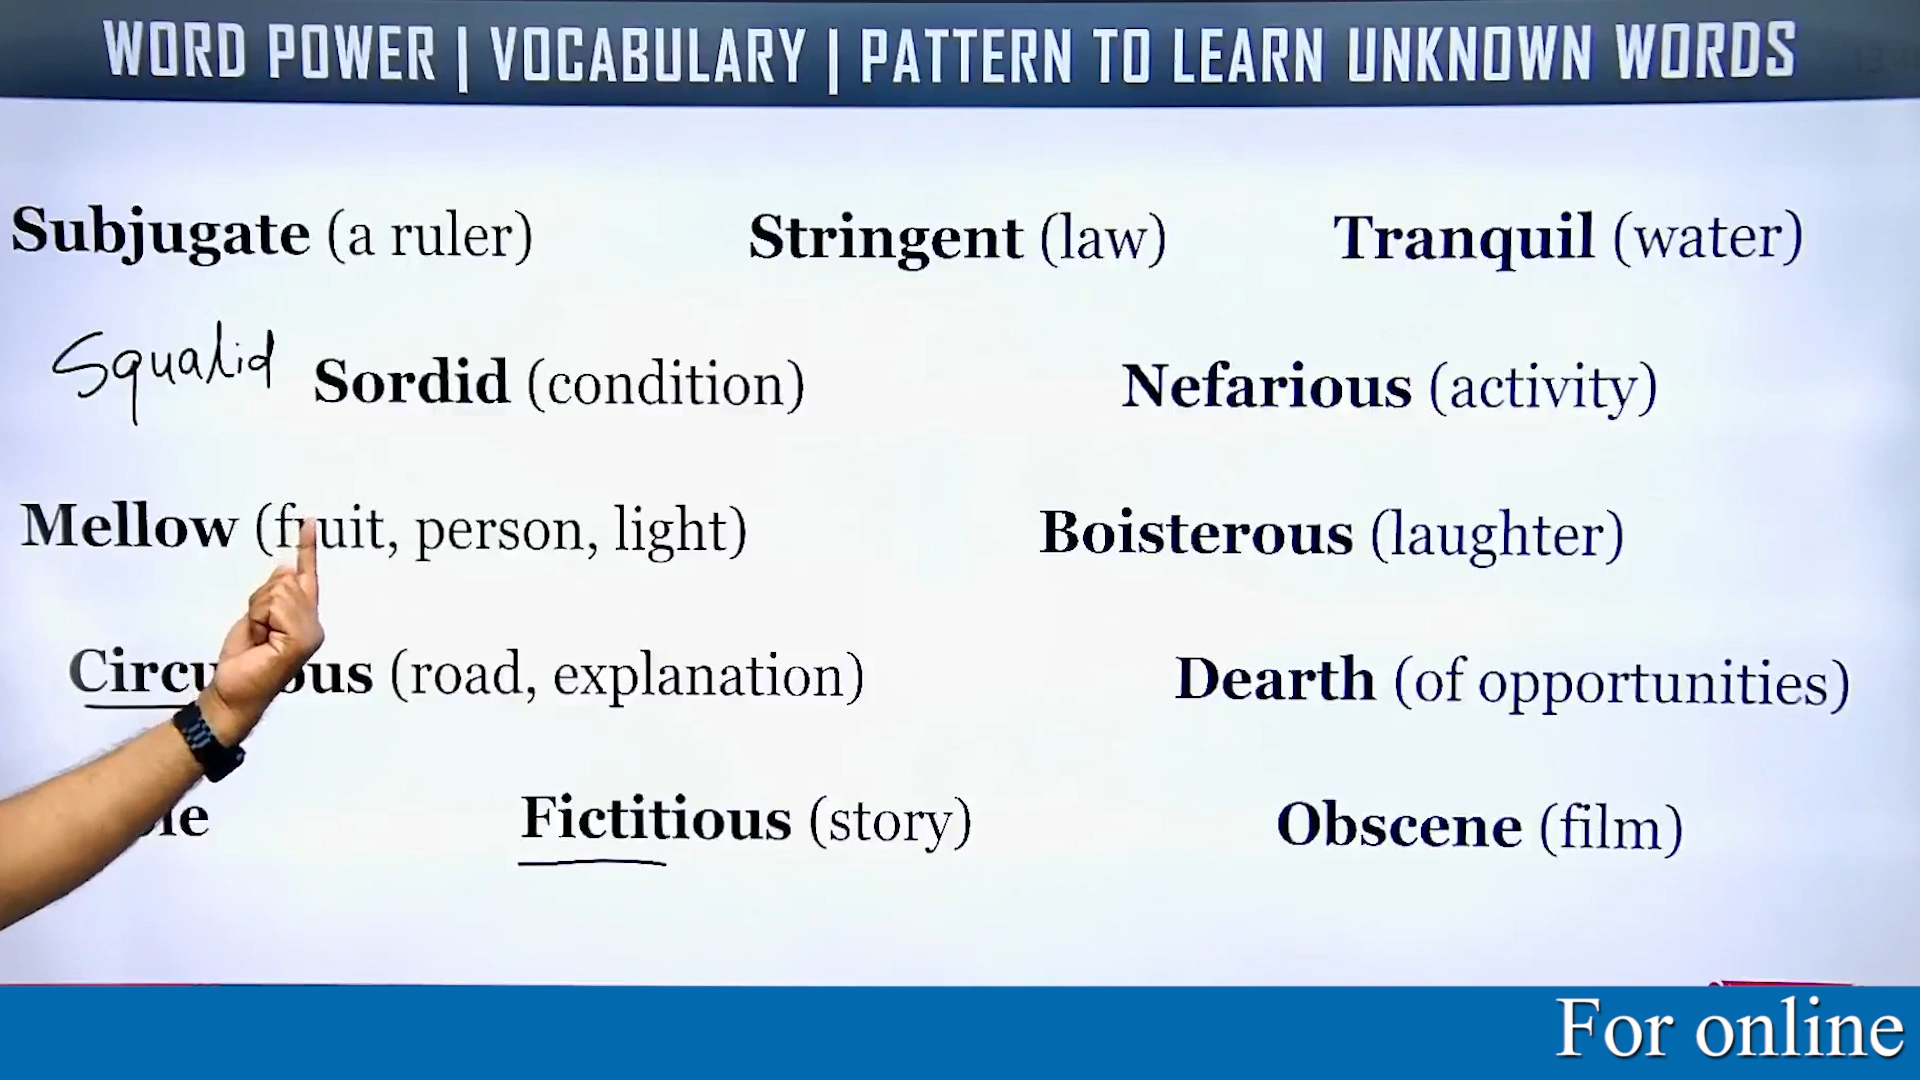 WORD POWER | VOCABULARY | PATTERN TO LEARN UNKNOWN WORDS
Subjugate (a ruler) Stringent (law) Tranquil (water)
Squalid Sordid (condition) Nefarious (activity)
Mellow (fruit, person, light) Boisterous (laughter)
(road, explanation) Dearth (of opportunities)
Fictitious (story) Obscene (film)
For online